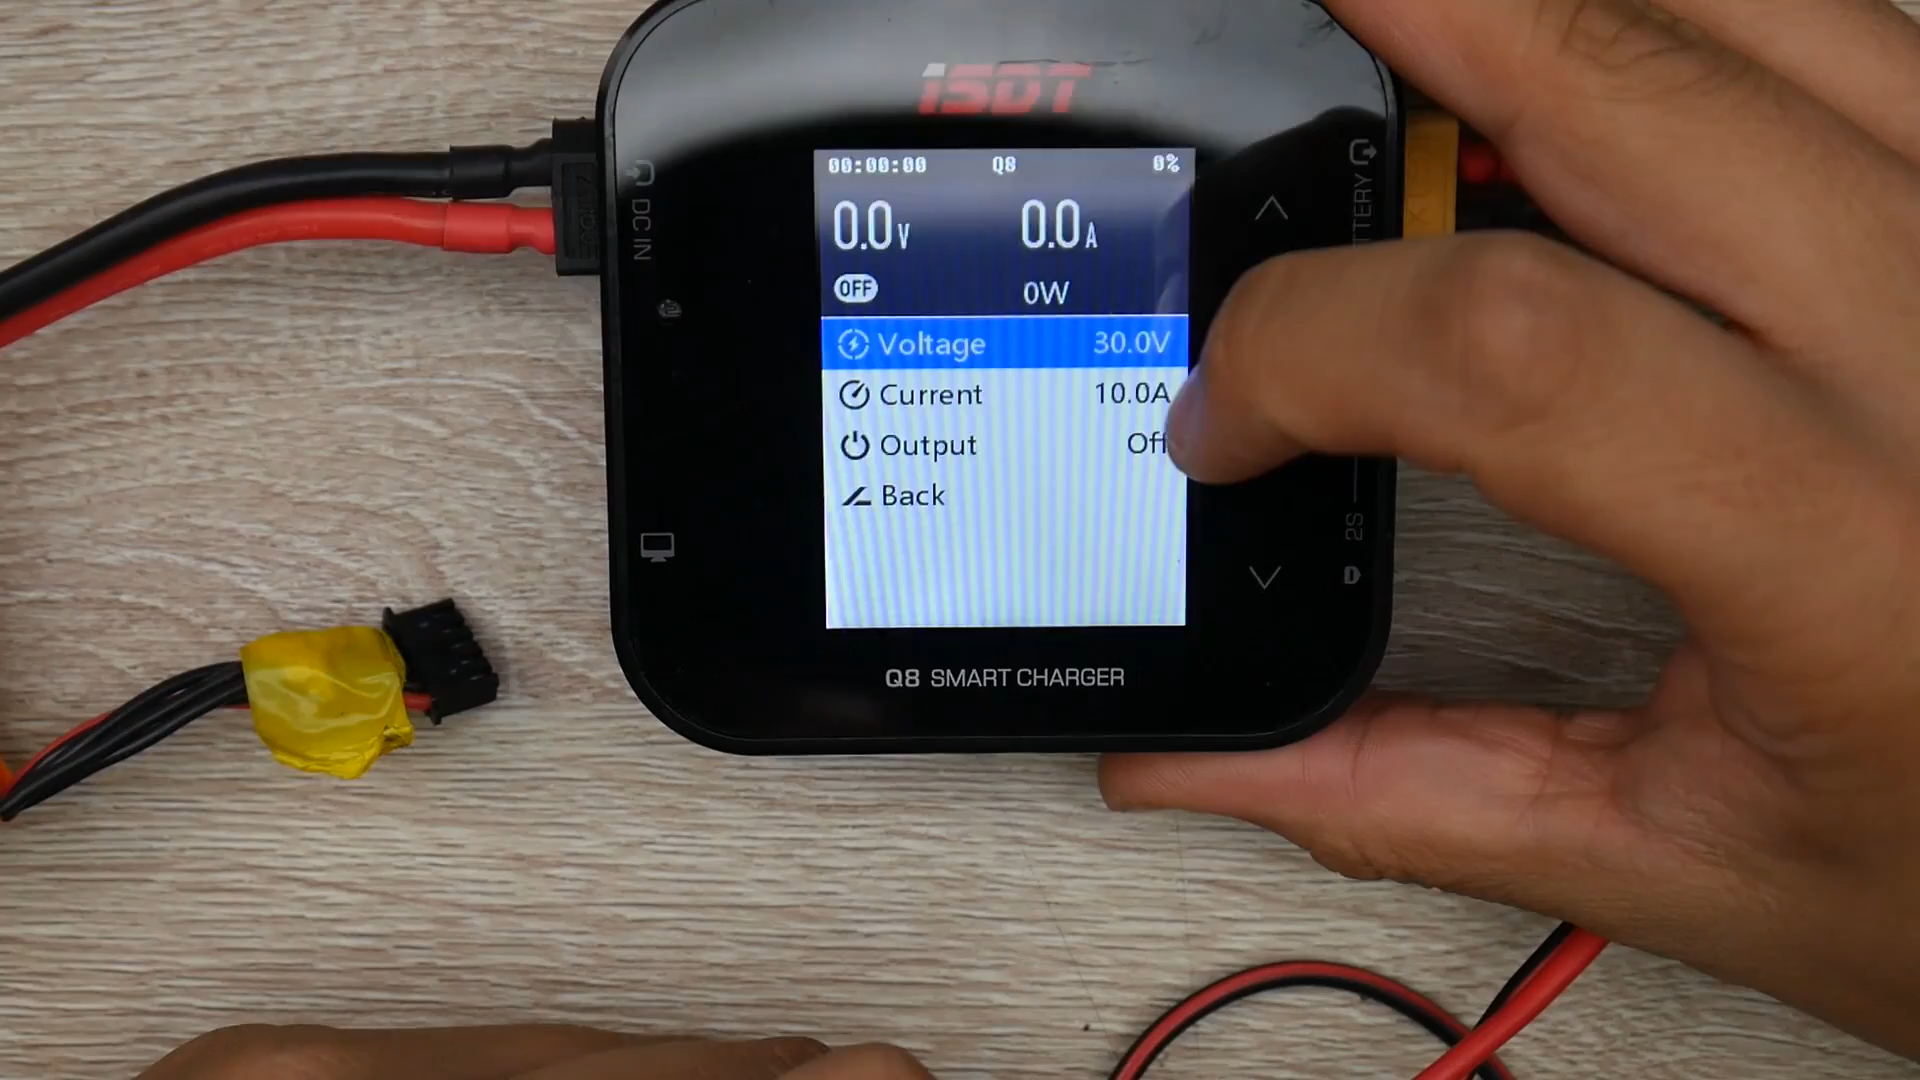 iSDT
00:00:00 Q8 0%
0.0V 0.0A
OFF 0W
Voltage 30.0V
Current 10.0A
Output Off
Back
Q8 SMART CHARGER
DC IN
2S